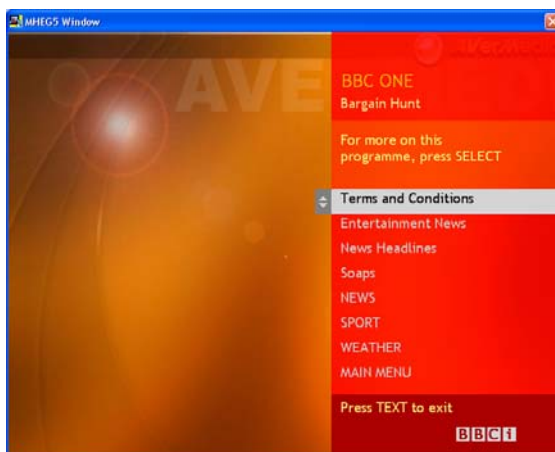 MHEG5 Window
AVerMedia
AVE
BBC ONE
Bargain Hunt
For more on this
programme, press SELECT
Terms and Conditions
Entertainment News
News Headlines
Soaps
NEWS
SPORT
WEATHER
MAIN MENU
Press TEXT to exit
BBCi